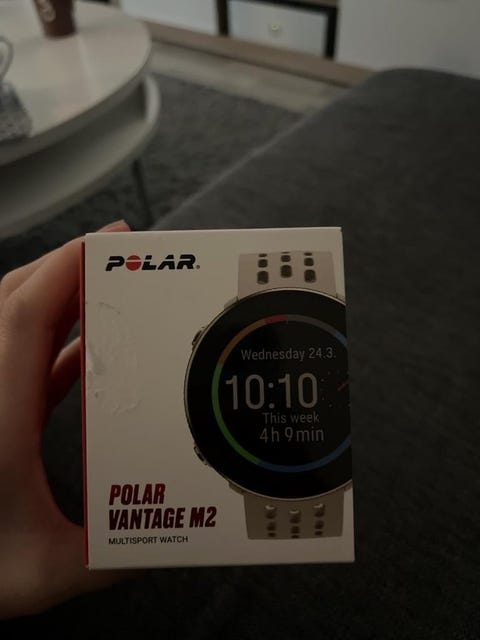 POLAR®
Wednesday 24.3.
10:10
This week
4h 9min
POLAR
VANTAGE M2
MULTISPORT WATCH